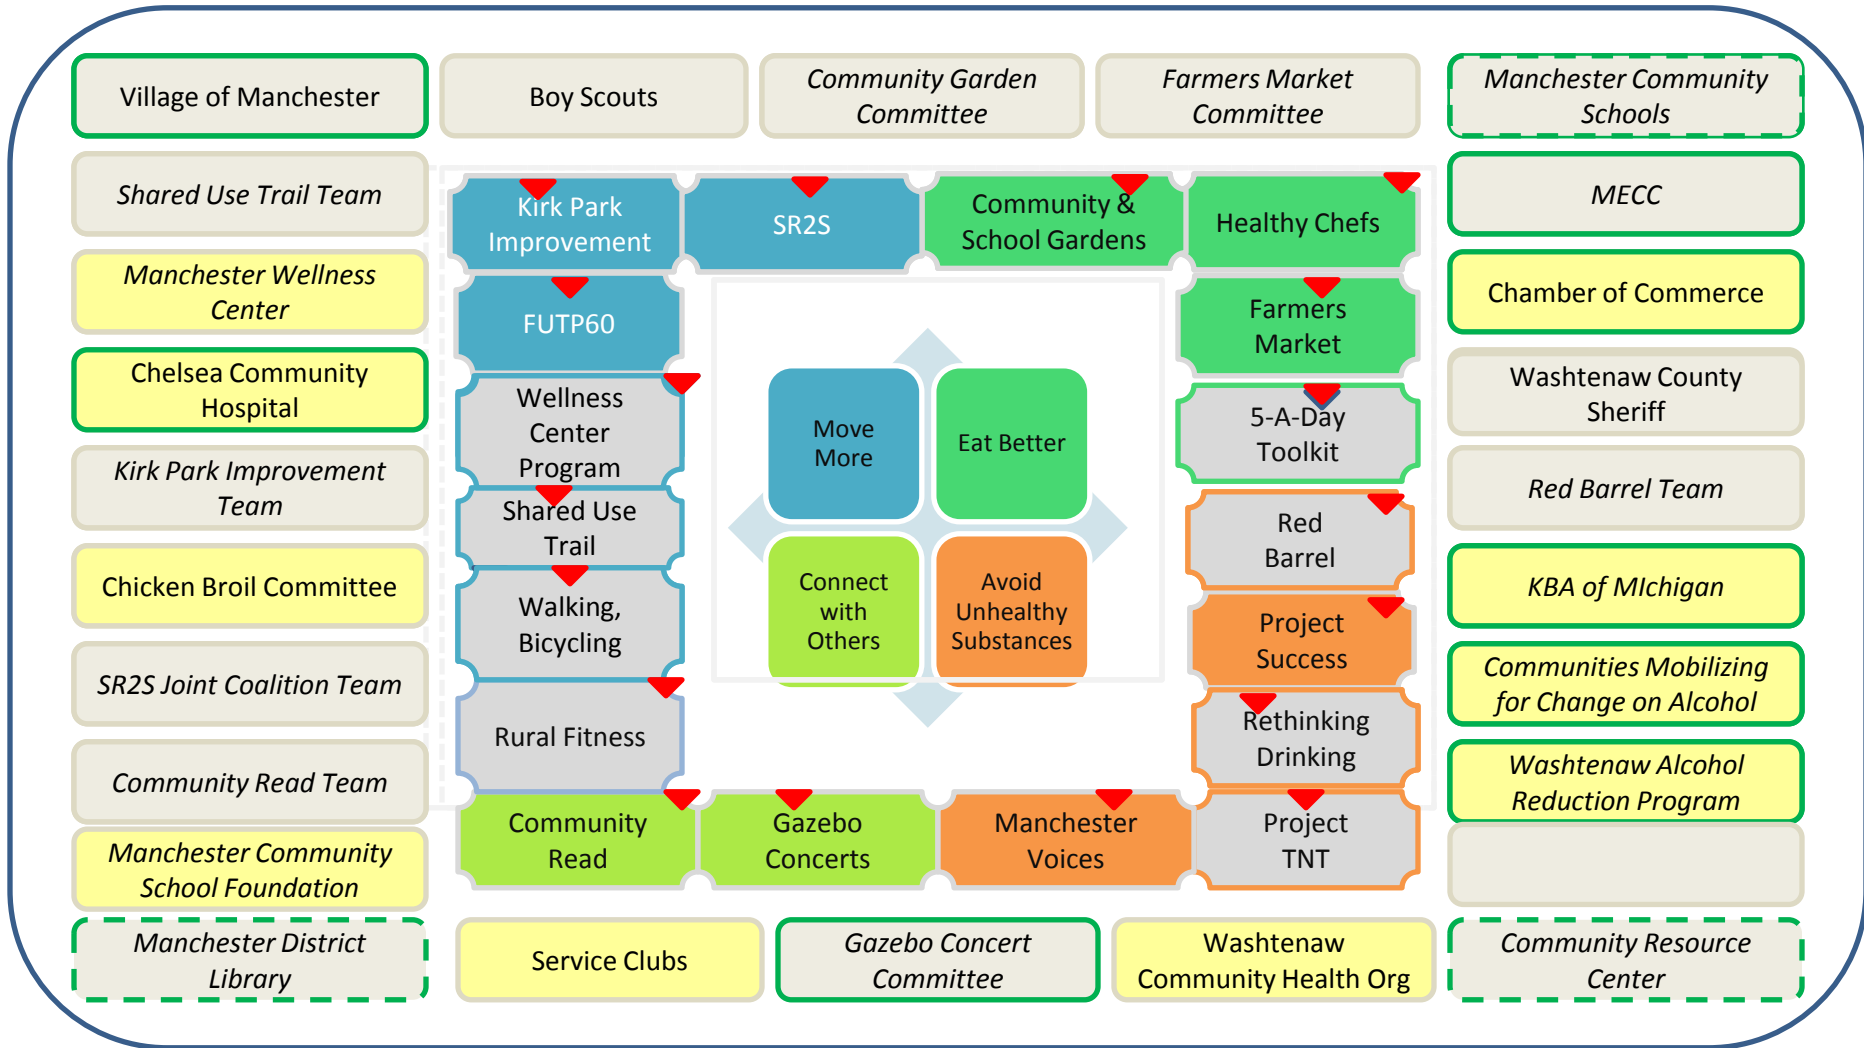 Village of Manchester
Boy Scouts
Community Garden
Committee
Farmers Market
Committee
Manchester Community
Schools
Shared Use Trail Team
Manchester Wellness
Center
Chelsea Community
Hospital
Kirk Park Improvement
Team
Chicken Broil Committee
SR2S Joint Coalition Team
Community Read Team
Manchester Community
School Foundation
Manchester District
Library
Kirk Park
Improvement
SR2S
Community &
School Gardens
Healthy Chefs
FUTP60
Wellness
Center
Program
Shared Use
Trail
Walking,
Bicycling
Rural Fitness
Move
More
Eat Better
Connect
with
Others
Avoid
Unhealthy
Substances
Farmers
Market
5-A-Day
Toolkit
Red
Barrel
Project
Success
Rethinking
Drinking
Community
Read
Gazebo
Concerts
Manchester
Voices
Project
TNT
MECC
Chamber of Commerce
Washtenaw County
Sheriff
Red Barrel Team
KBA of MIchigan
Communities Mobilizing
for Change on Alcohol
Washtenaw Alcohol
Reduction Program
Service Clubs
Gazebo Concert
Committee
Washtenaw
Community Health Org
Community Resource
Center